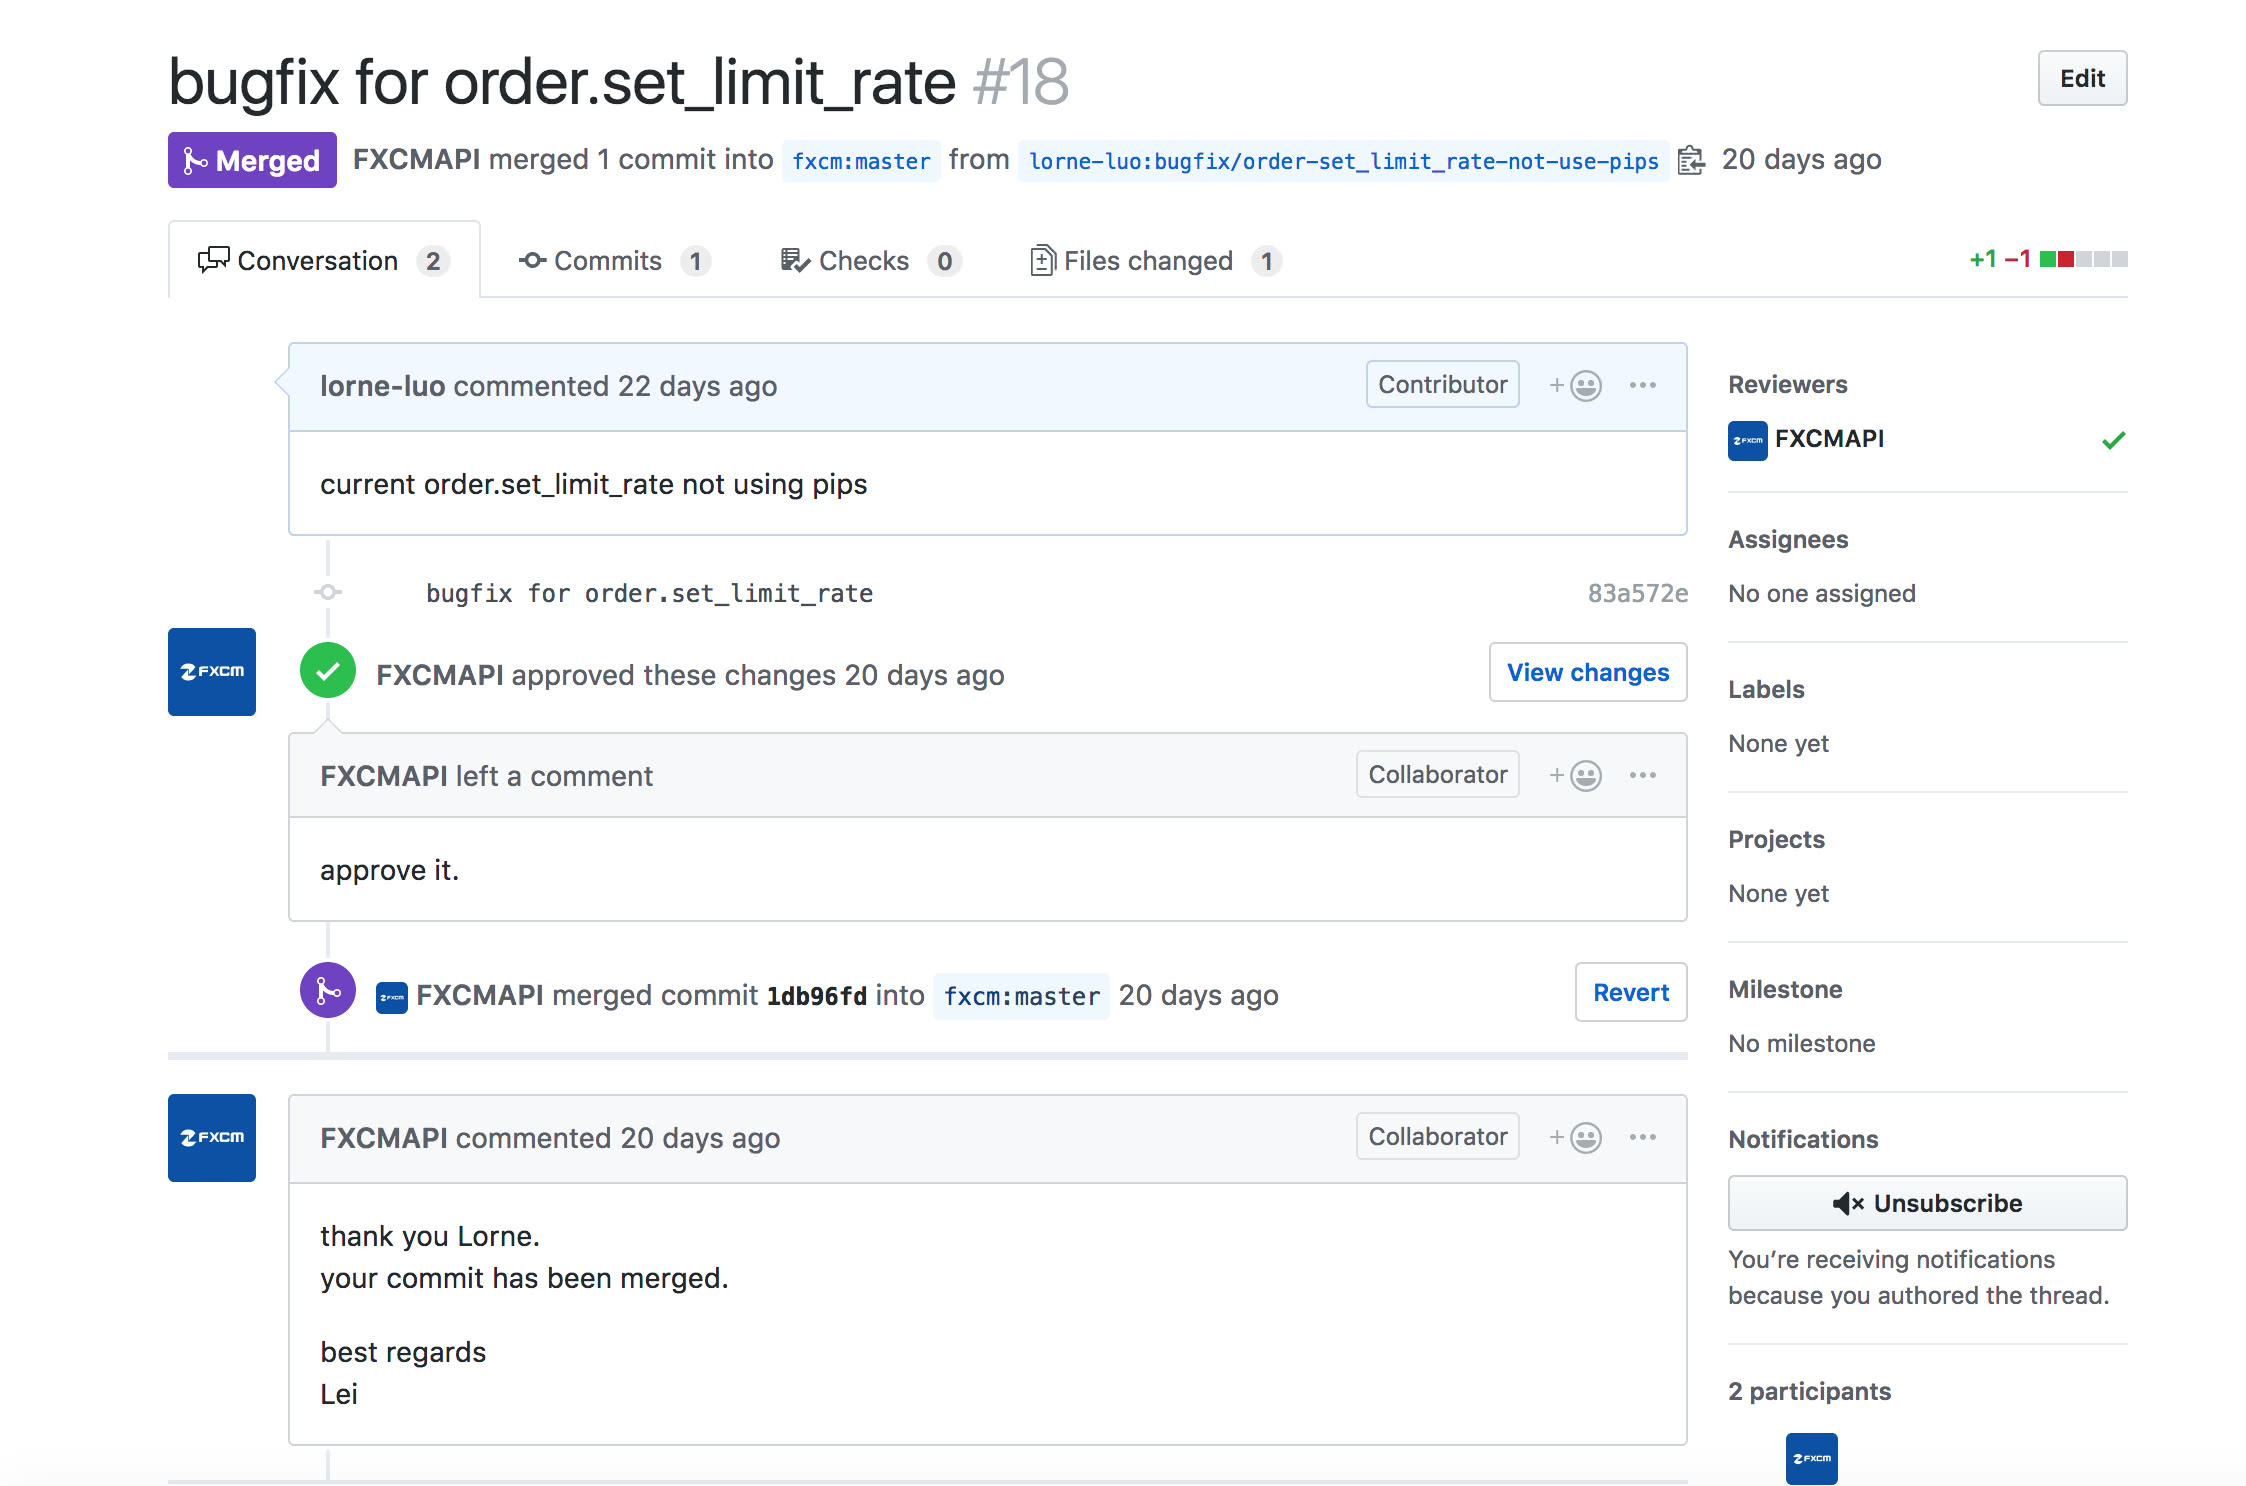 bugfix for order.set_limit_rate #18
Edit
Merged FXCMAPI merged 1 commit into fxcm:master from lorne-luo:bugfix/order-set_limit_rate-not-use-pips 20 days ago
Conversation 2 Commits 1 Checks 0 Files changed 1
+1 −1
lorne-luo commented 22 days ago
Contributor
current order.set_limit_rate not using pips
bugfix for order.set_limit_rate 83a572e
FXCM
FXCMAPI approved these changes 20 days ago
View changes
FXCMAPI left a comment
Collaborator
approve it.
FXCM
FXCMAPI merged commit 1db96fd into fxcm:master 20 days ago
Revert
FXCM
FXCMAPI commented 20 days ago
Collaborator
thank you Lorne.
your commit has been merged.
best regards
Lei
Reviewers
FXCM
FXCMAPI
Assignees
No one assigned
Labels
None yet
Projects
None yet
Milestone
No milestone
Notifications
Unsubscribe
You’re receiving notifications
because you authored the thread.
2 participants
FXCM